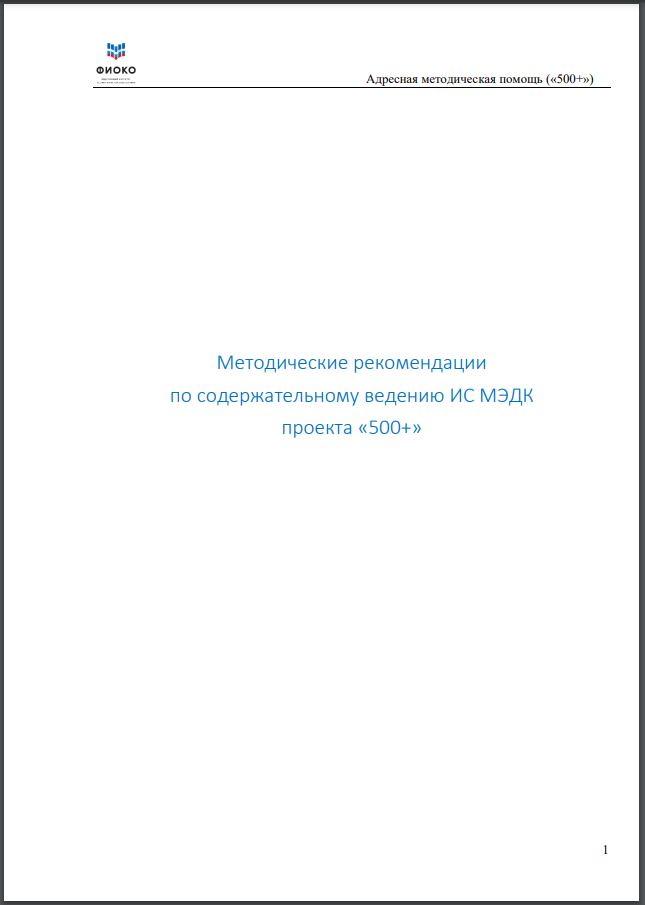 ФИОКО
Адресная методическая помощь («500+»)
Методические рекомендации
по содержательному ведению ИС МЭДК
проекта «500+»
1